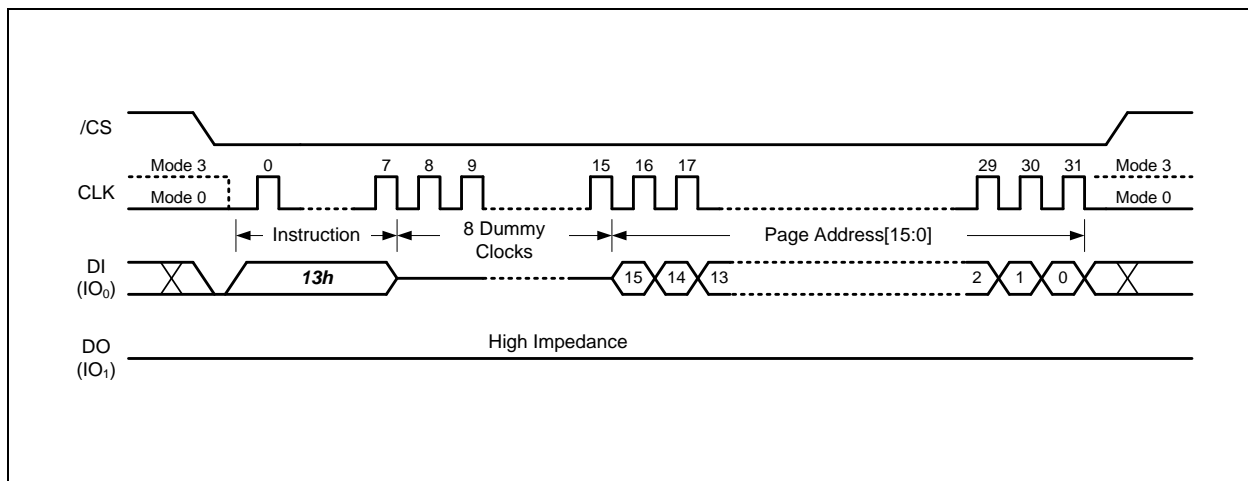 /CS
Mode 3 0 7 8 9 15 16 17 29 30 31 Mode 3
CLK
Mode 0 Mode 0
Instruction 8 Dummy Clocks Page Address[15:0]
DI (IO₀) 13h 15 14 13 2 1 0
High Impedance
DO
(IO₁)